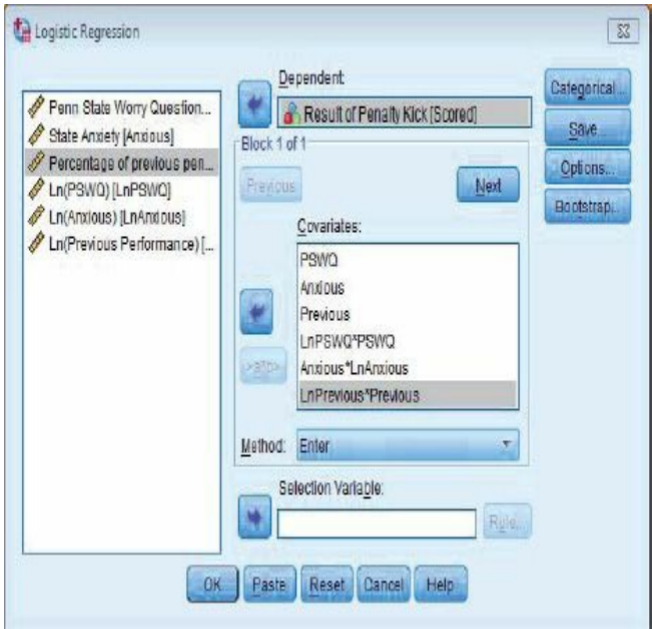 Logistic Regression
Penn State Worry Question...
State Anxiety [Anxious]
Percentage of previous pen...
Ln(PSWQ) [LnPSWQ]
Ln(Anxious) [LnAnxious]
Ln(Previous Performance) [...
Dependent:
Result of Penalty Kick [Scored]
Block 1 of 1
Previous
Next
Covariates:
PSWQ
Anxious
Previous
LnPSWQ*PSWQ
Anxious*LnAnxious
LnPrevious*Previous
>a*b>
Method:
Enter
Selection Variable:
Rule...
Categorical...
Save...
Options...
Bootstrap...
OK
Paste
Reset
Cancel
Help